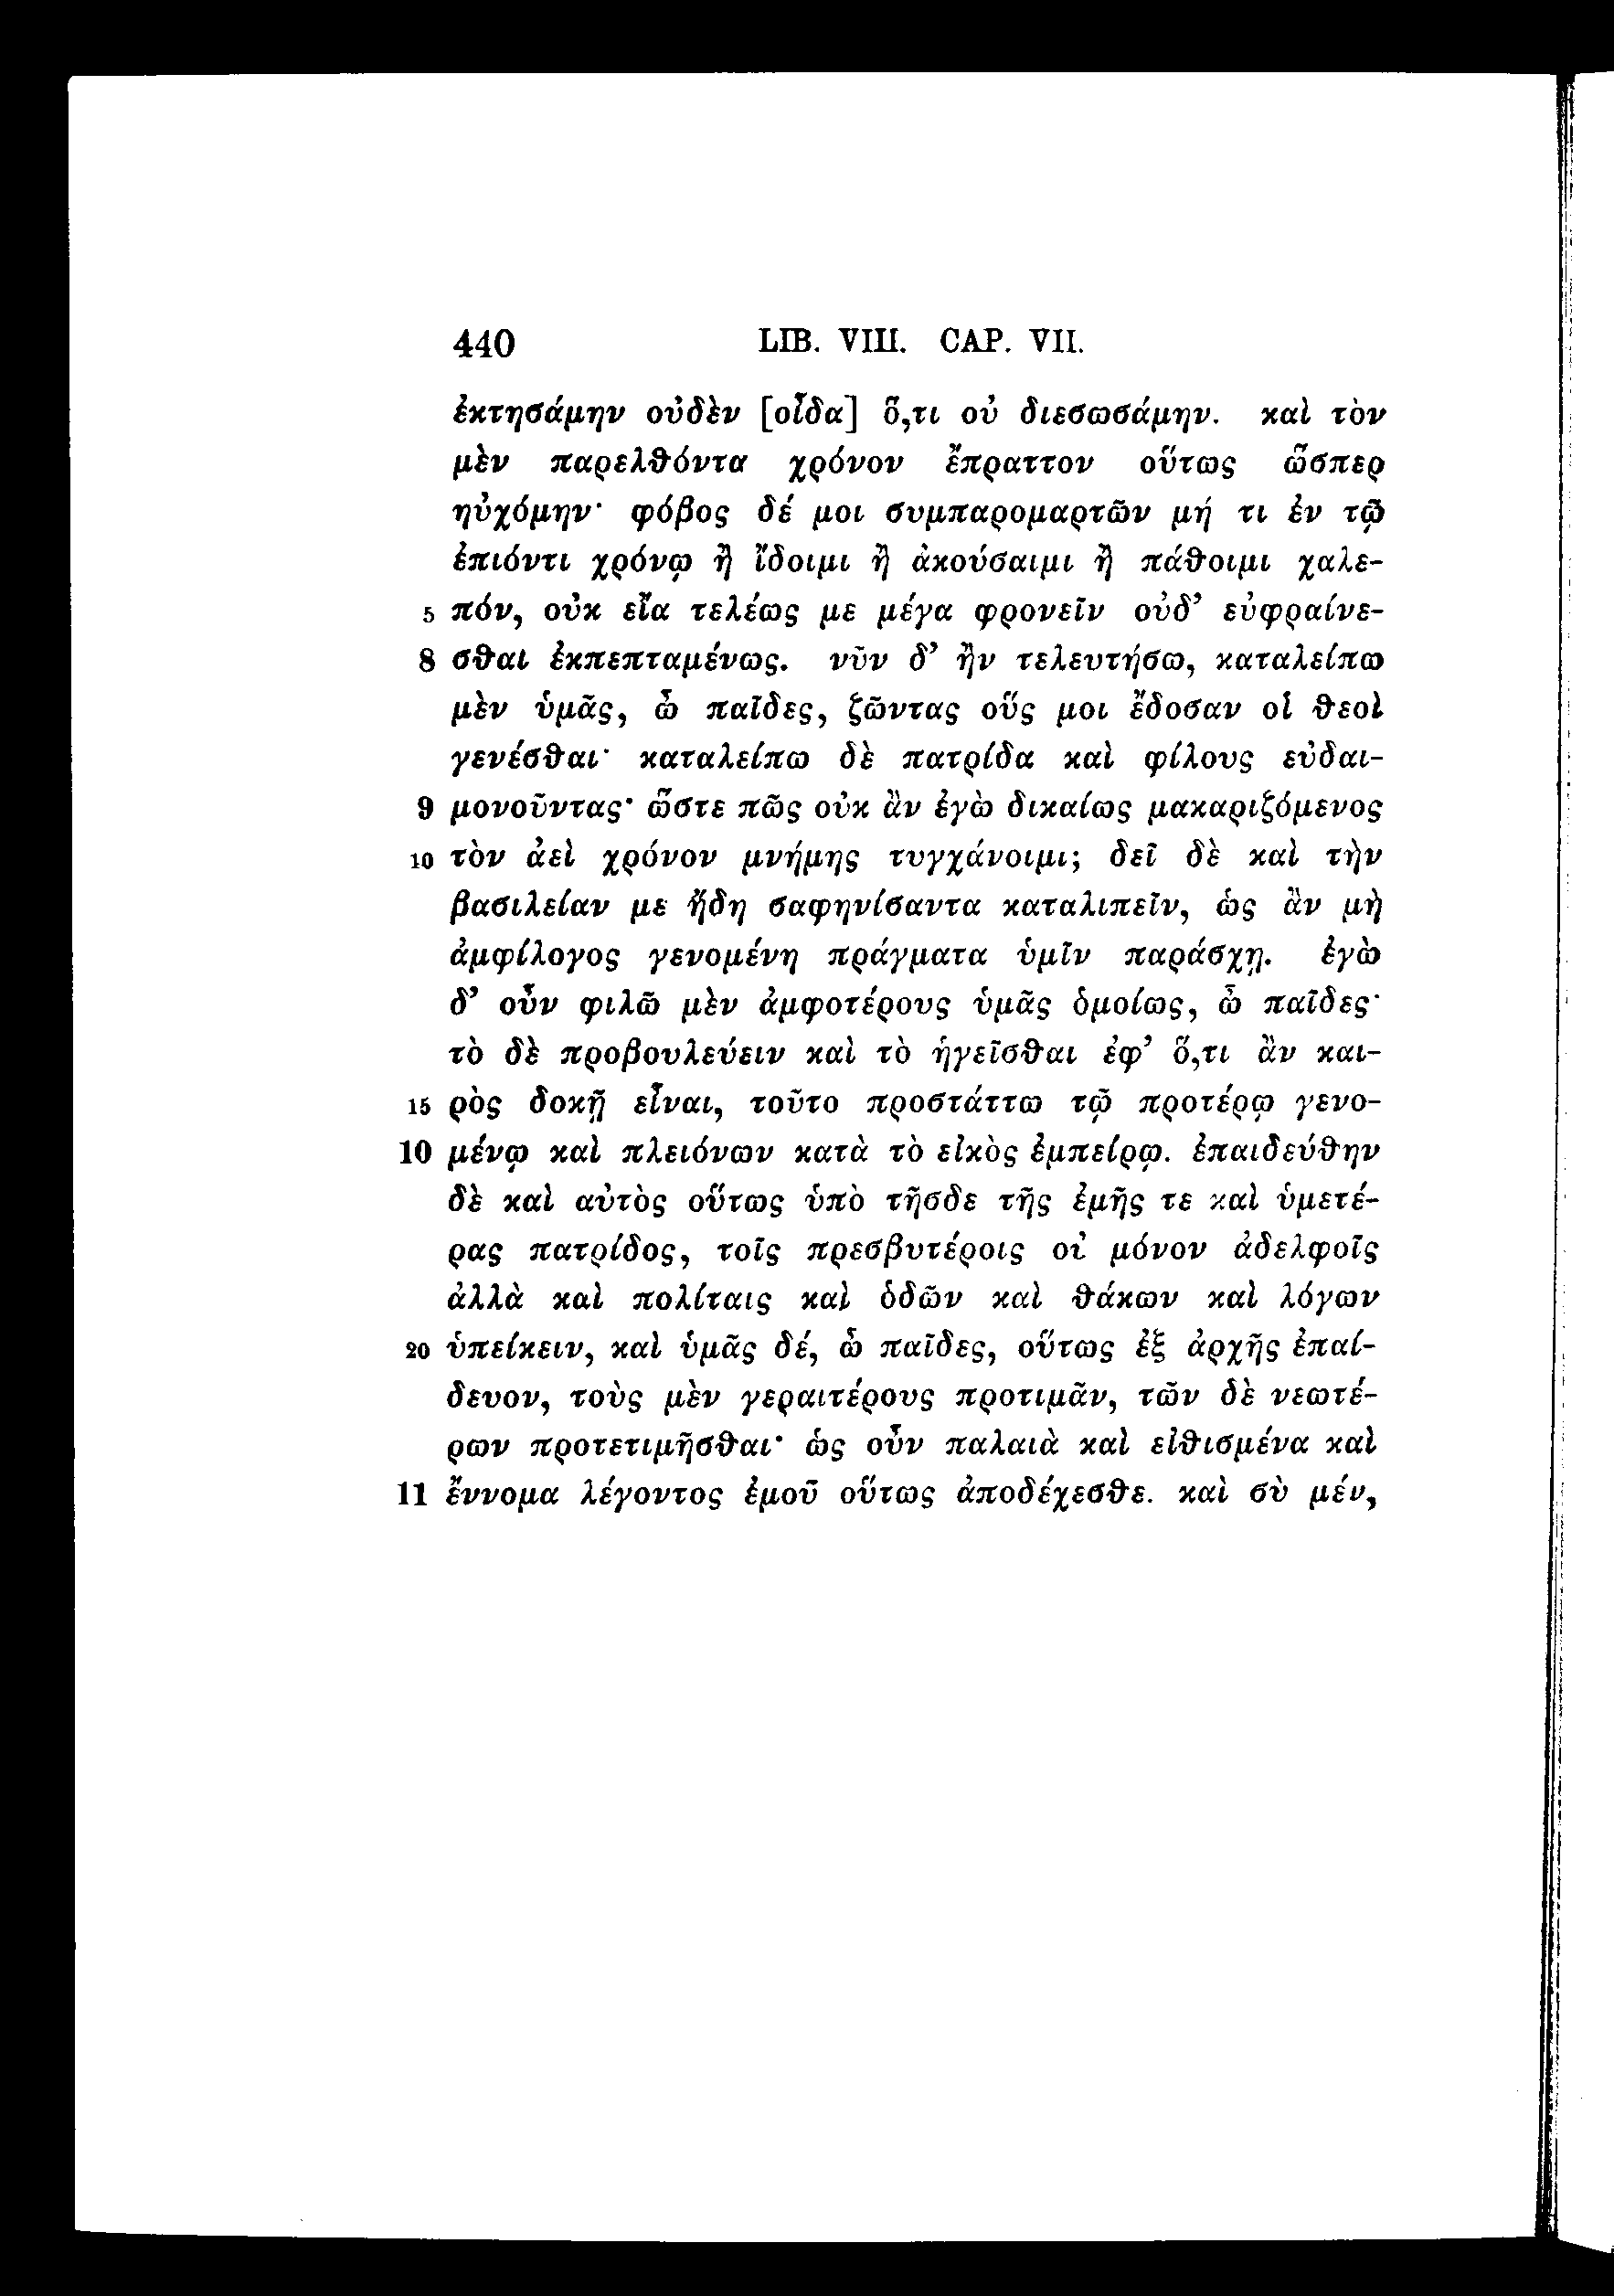 440 LIB. VIII. CAP. VII.
ἐκτησάμην οὐδὲν [οἶδα] ὅ,τι οὐ διεσωσάμην. καὶ τὸν
μὲν παρελθόντα χρόνον ἔπραττον οὕτως ὥσπερ
ηὐχόμην· φόβος δέ μοι συμπαρομαρτῶν μή τι ἐν τῷ
ἐπιόντι χρόνῳ ἢ ἴδοιμι ἢ ἀκούσαιμι ἢ πάθοιμι χαλε-
5 πόν, οὐκ εἴα τελέως με μέγα φρονεῖν οὐδ’ εὐφραίνε-
8 σθαι ἐκπεπταμένως. νῦν δ’ ἢν τελευτήσω, καταλείπω
μὲν ὑμᾶς, ὦ παῖδες, ζῶντας οὕς μοι ἔδοσαν οἱ θεοὶ
γενέσθαι· καταλείπω δὲ πατρίδα καὶ φίλους εὐδαι-
9 μονοῦντας· ὥστε πῶς οὐκ ἂν ἐγὼ δικαίως μακαριζόμενος
10 τὸν ἀεὶ χρόνον μνήμης τυγχάνοιμι; δεῖ δὲ καὶ τὴν
βασιλείαν με ἤδη σαφηνίσαντα καταλιπεῖν, ὡς ἂν μὴ
ἀμφίλογος γενομένη πράγματα ὑμῖν παράσχῃ. ἐγὼ
δ’ οὖν φιλῶ μὲν ἀμφοτέρους ὑμᾶς ὁμοίως, ὦ παῖδες·
τὸ δὲ προβουλεύειν καὶ τὸ ἡγεῖσθαι ἐφ’ ὅ,τι ἂν και-
15 ρὸς δοκῇ εἶναι, τοῦτο προστάττω τῷ προτέρῳ γενο-
10 μένῳ καὶ πλειόνων κατὰ τὸ εἰκὸς ἐμπείρῳ. ἐπαιδεύθην
δὲ καὶ αὐτὸς οὕτως ὑπὸ τῆσδε τῆς ἐμῆς τε καὶ ὑμετέ-
ρας πατρίδος, τοῖς πρεσβυτέροις οὐ μόνον ἀδελφοῖς
ἀλλὰ καὶ πολίταις καὶ ὁδῶν καὶ θάκων καὶ λόγων
20 ὑπείκειν, καὶ ὑμᾶς δέ, ὦ παῖδες, οὕτως ἐξ ἀρχῆς ἐπαί-
δευον, τοὺς μὲν γεραιτέρους προτιμᾶν, τῶν δὲ νεωτέ-
ρων προτετιμῆσθαι· ὡς οὖν παλαιὰ καὶ εἰθισμένα καὶ
11 ἔννομα λέγοντος ἐμοῦ οὕτως ἀποδέχεσθε. καὶ σὺ μέν,